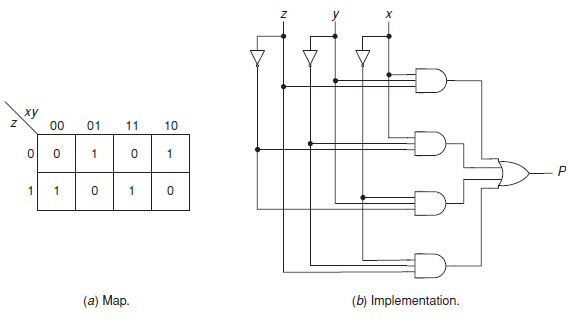 z y x
xy
z
00 01 11 10
0 0 1 0 1
1 1 0 1 0
P
(a) Map.
(b) Implementation.